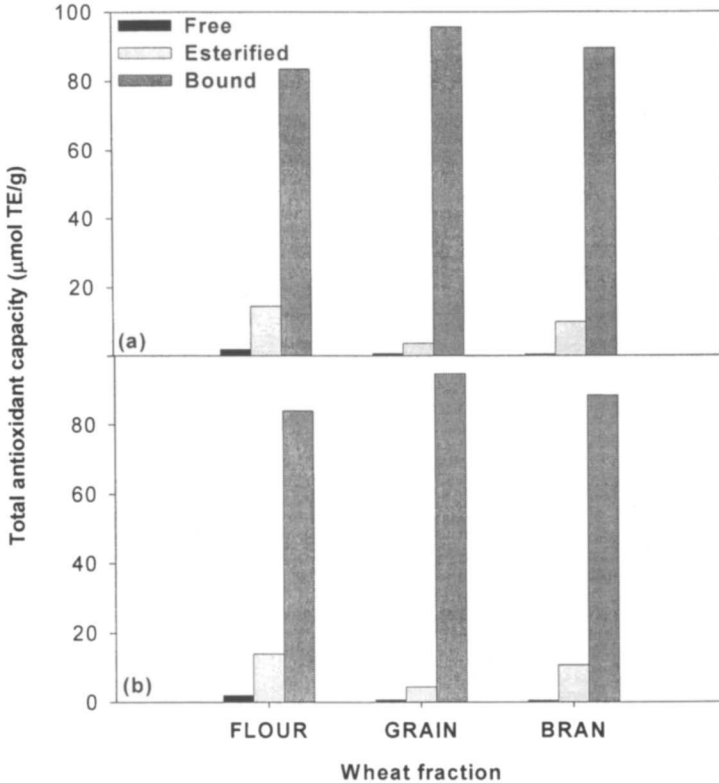 100
80
60
40
20
Free
Esterified
Bound
(a)
Total antioxidant capacity (µmol TE/g)
80
60
40
20
0
(b)
FLOUR GRAIN BRAN
Wheat fraction